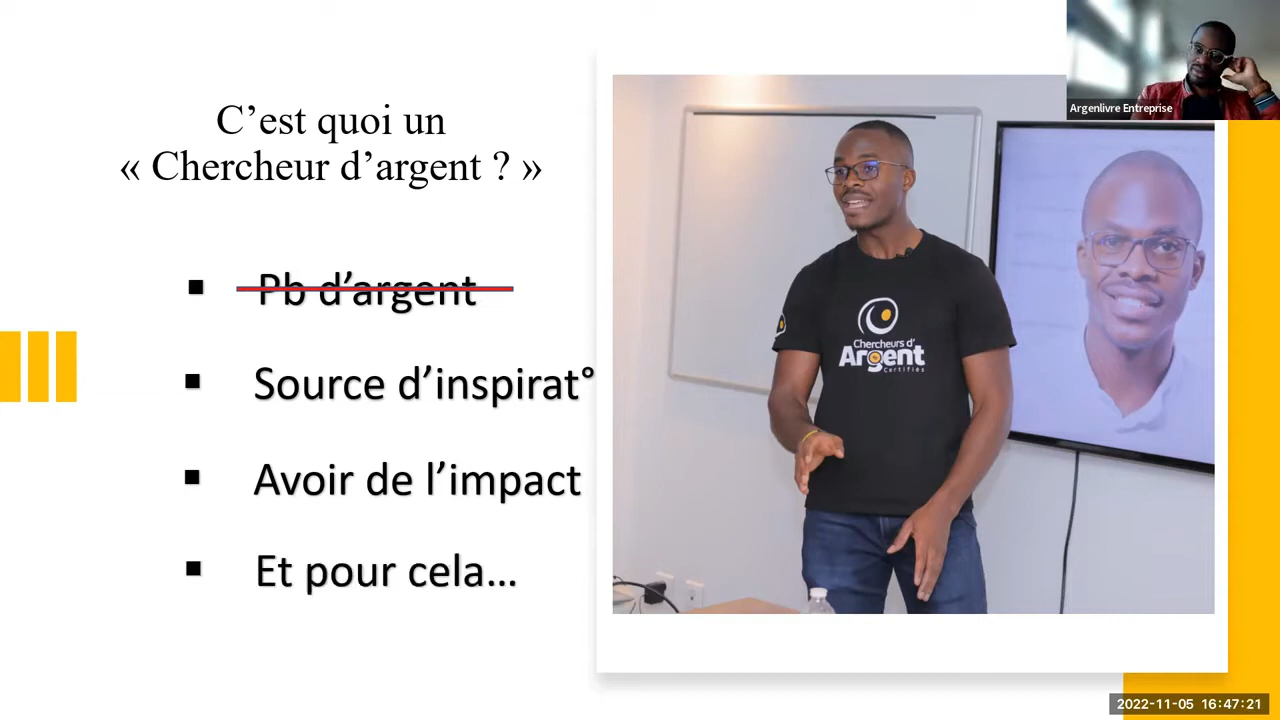 C’est quoi un
« Chercheur d’argent ? »
Pb d’argent
Source d’inspirat°
Avoir de l’impact
Et pour cela...
Chercheurs d’
Argent
Certifiés
Argenlivre Entreprise
2022-11-05 16:47:21